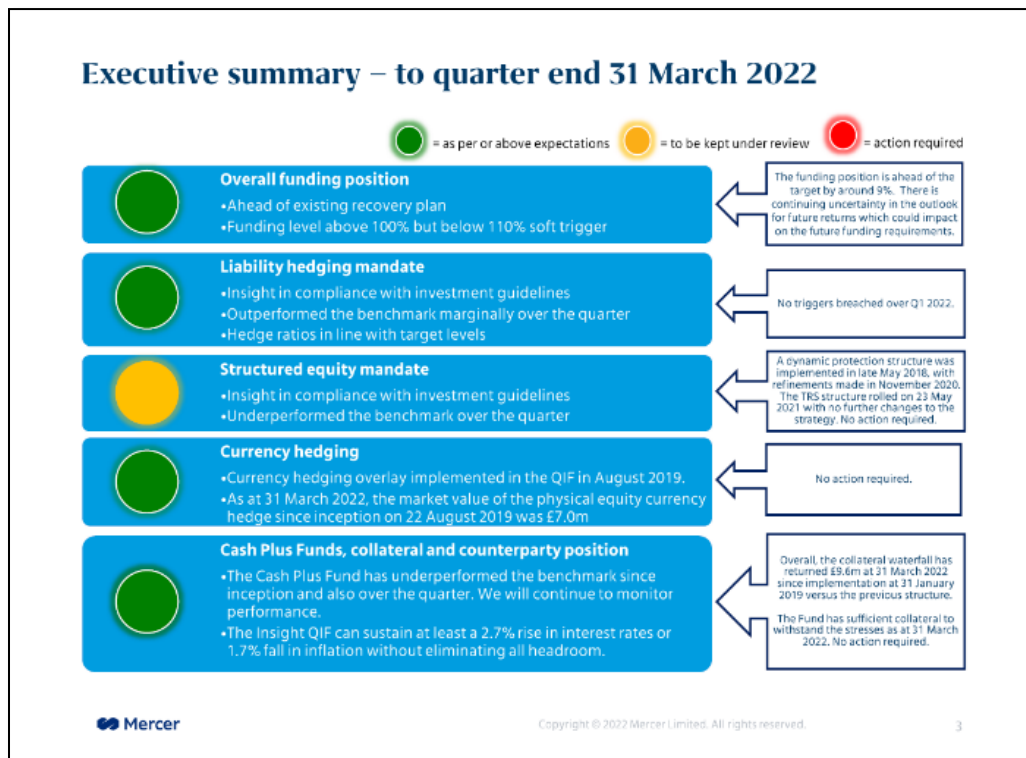 Executive summary – to quarter end 31 March 2022
= as per or above expectations
= to be kept under review
= action required
Overall funding position
•Ahead of existing recovery plan
•Funding level above 100% but below 110% soft trigger
The funding position is ahead of the
target by around 9%. There is
continuing uncertainty in the outlook
for future returns which could impact
on the future funding requirements.
Liability hedging mandate
•Insight in compliance with investment guidelines
•Outperformed the benchmark marginally over the quarter
•Hedge ratios in line with target levels
No triggers breached over Q1 2022.
Structured equity mandate
•Insight in compliance with investment guidelines
•Underperformed the benchmark over the quarter
A dynamic protection structure was
implemented in late May 2018, with
refinements made in November 2020.
The TRS structure rolled on 23 May
2021 with no further changes to the
strategy. No action required.
Currency hedging
•Currency hedging overlay implemented in the QIF in August 2019.
•As at 31 March 2022, the market value of the physical equity currency
hedge since inception on 22 August 2019 was £7.0m
No action required.
Cash Plus Funds, collateral and counterparty position
•The Cash Plus Fund has underperformed the benchmark since
inception and also over the quarter. We will continue to monitor
performance.
•The Insight QIF can sustain at least a 2.7% rise in interest rates or
1.7% fall in inflation without eliminating all headroom.
Overall, the collateral waterfall has
returned £9.6m at 31 March 2022
since implementation at 31 January
2019 versus the previous structure.
The Fund has sufficient collateral to
withstand the stresses as at 31 March
2022. No action required.
Mercer
Copyright © 2022 Mercer Limited. All rights reserved.
3